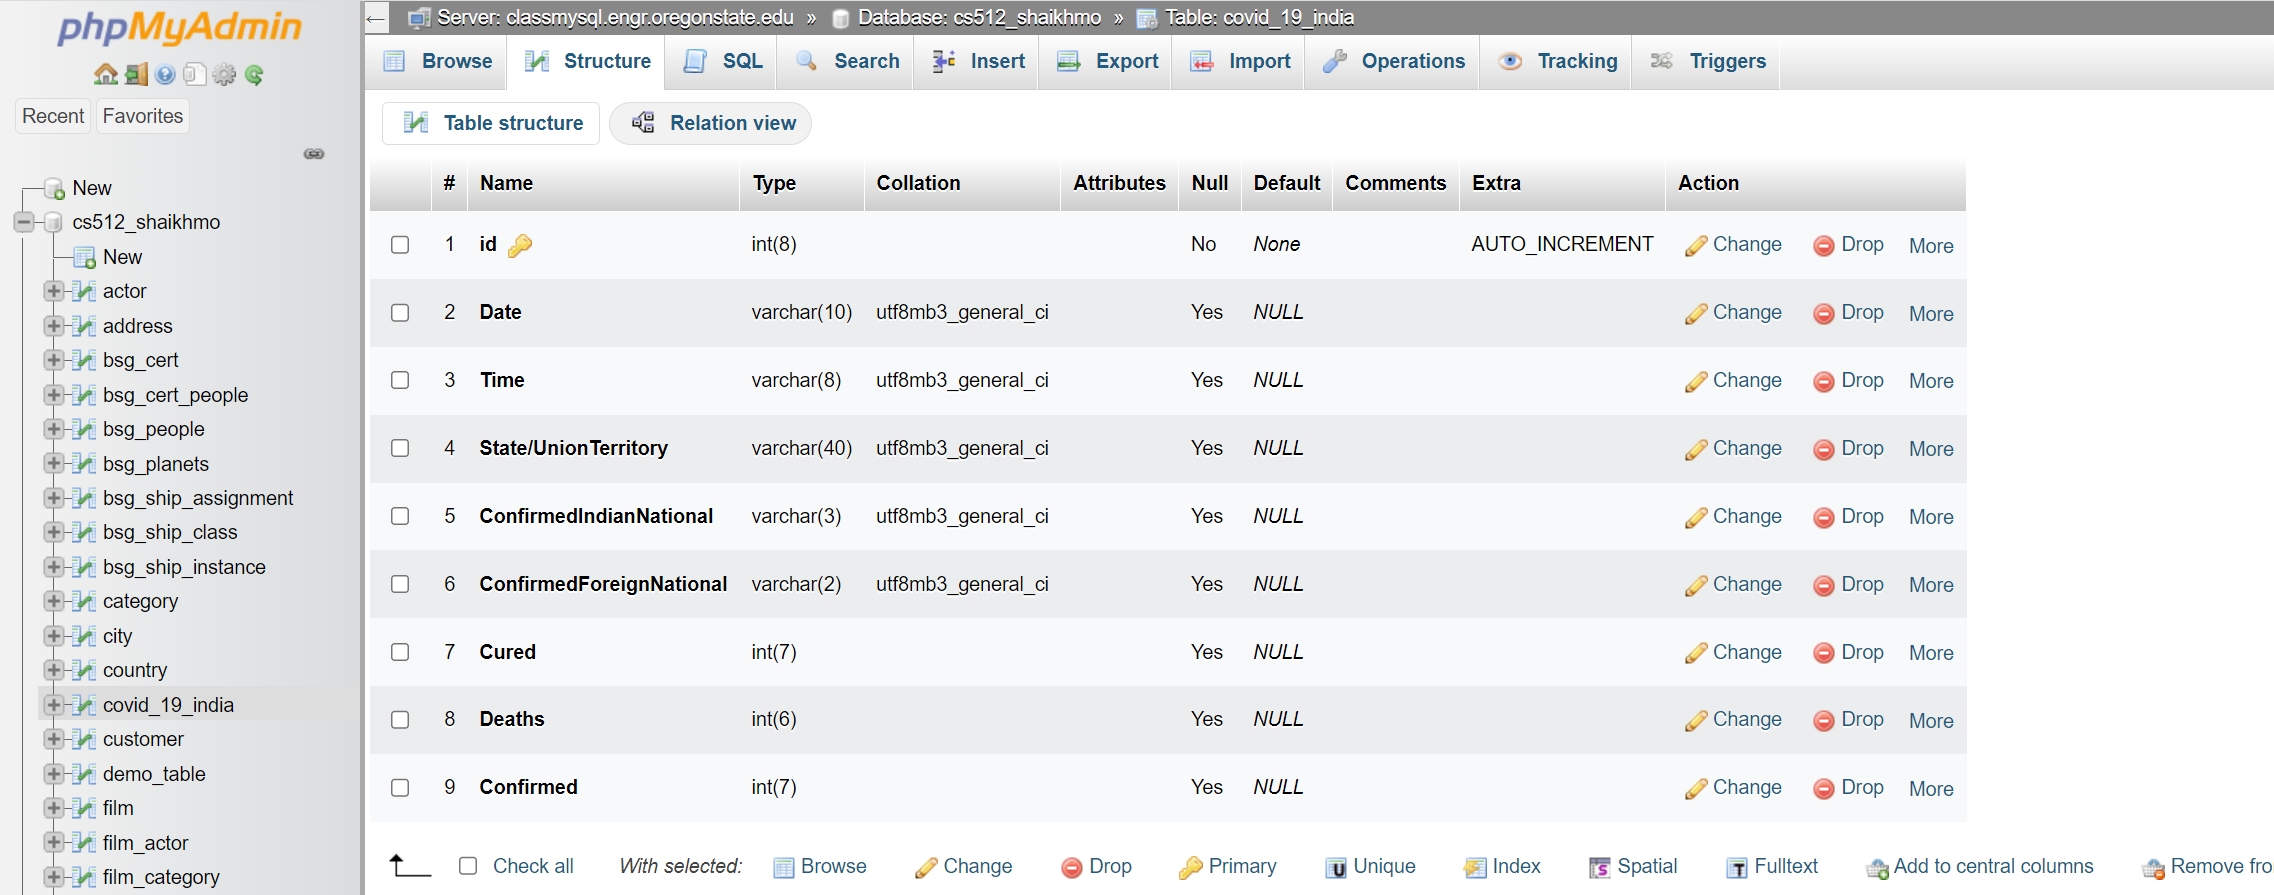 phpMyAdmin
Recent Favorites
New
cs512_shaikhmo
New
actor
address
bsg_cert
bsg_cert_people
bsg_people
bsg_planets
bsg_ship_assignment
bsg_ship_class
bsg_ship_instance
category
city
country
covid_19_india
customer
demo_table
film
film_actor
film_category
← Server: classmysql.engr.oregonstate.edu » Database: cs512_shaikhmo » Table: covid_19_india
Browse Structure SQL Search Insert Export Import Operations Tracking Triggers
Table structure Relation view
# Name Type Collation Attributes Null Default Comments Extra Action
1 id int(8) No None AUTO_INCREMENT Change Drop More
2 Date varchar(10) utf8mb3_general_ci Yes NULL Change Drop More
3 Time varchar(8) utf8mb3_general_ci Yes NULL Change Drop More
4 State/UnionTerritory varchar(40) utf8mb3_general_ci Yes NULL Change Drop More
5 ConfirmedIndianNational varchar(3) utf8mb3_general_ci Yes NULL Change Drop More
6 ConfirmedForeignNational varchar(2) utf8mb3_general_ci Yes NULL Change Drop More
7 Cured int(7) Yes NULL Change Drop More
8 Deaths int(6) Yes NULL Change Drop More
9 Confirmed int(7) Yes NULL Change Drop More
Check all With selected: Browse Change Drop Primary Unique Index Spatial Fulltext Add to central columns Remove fro